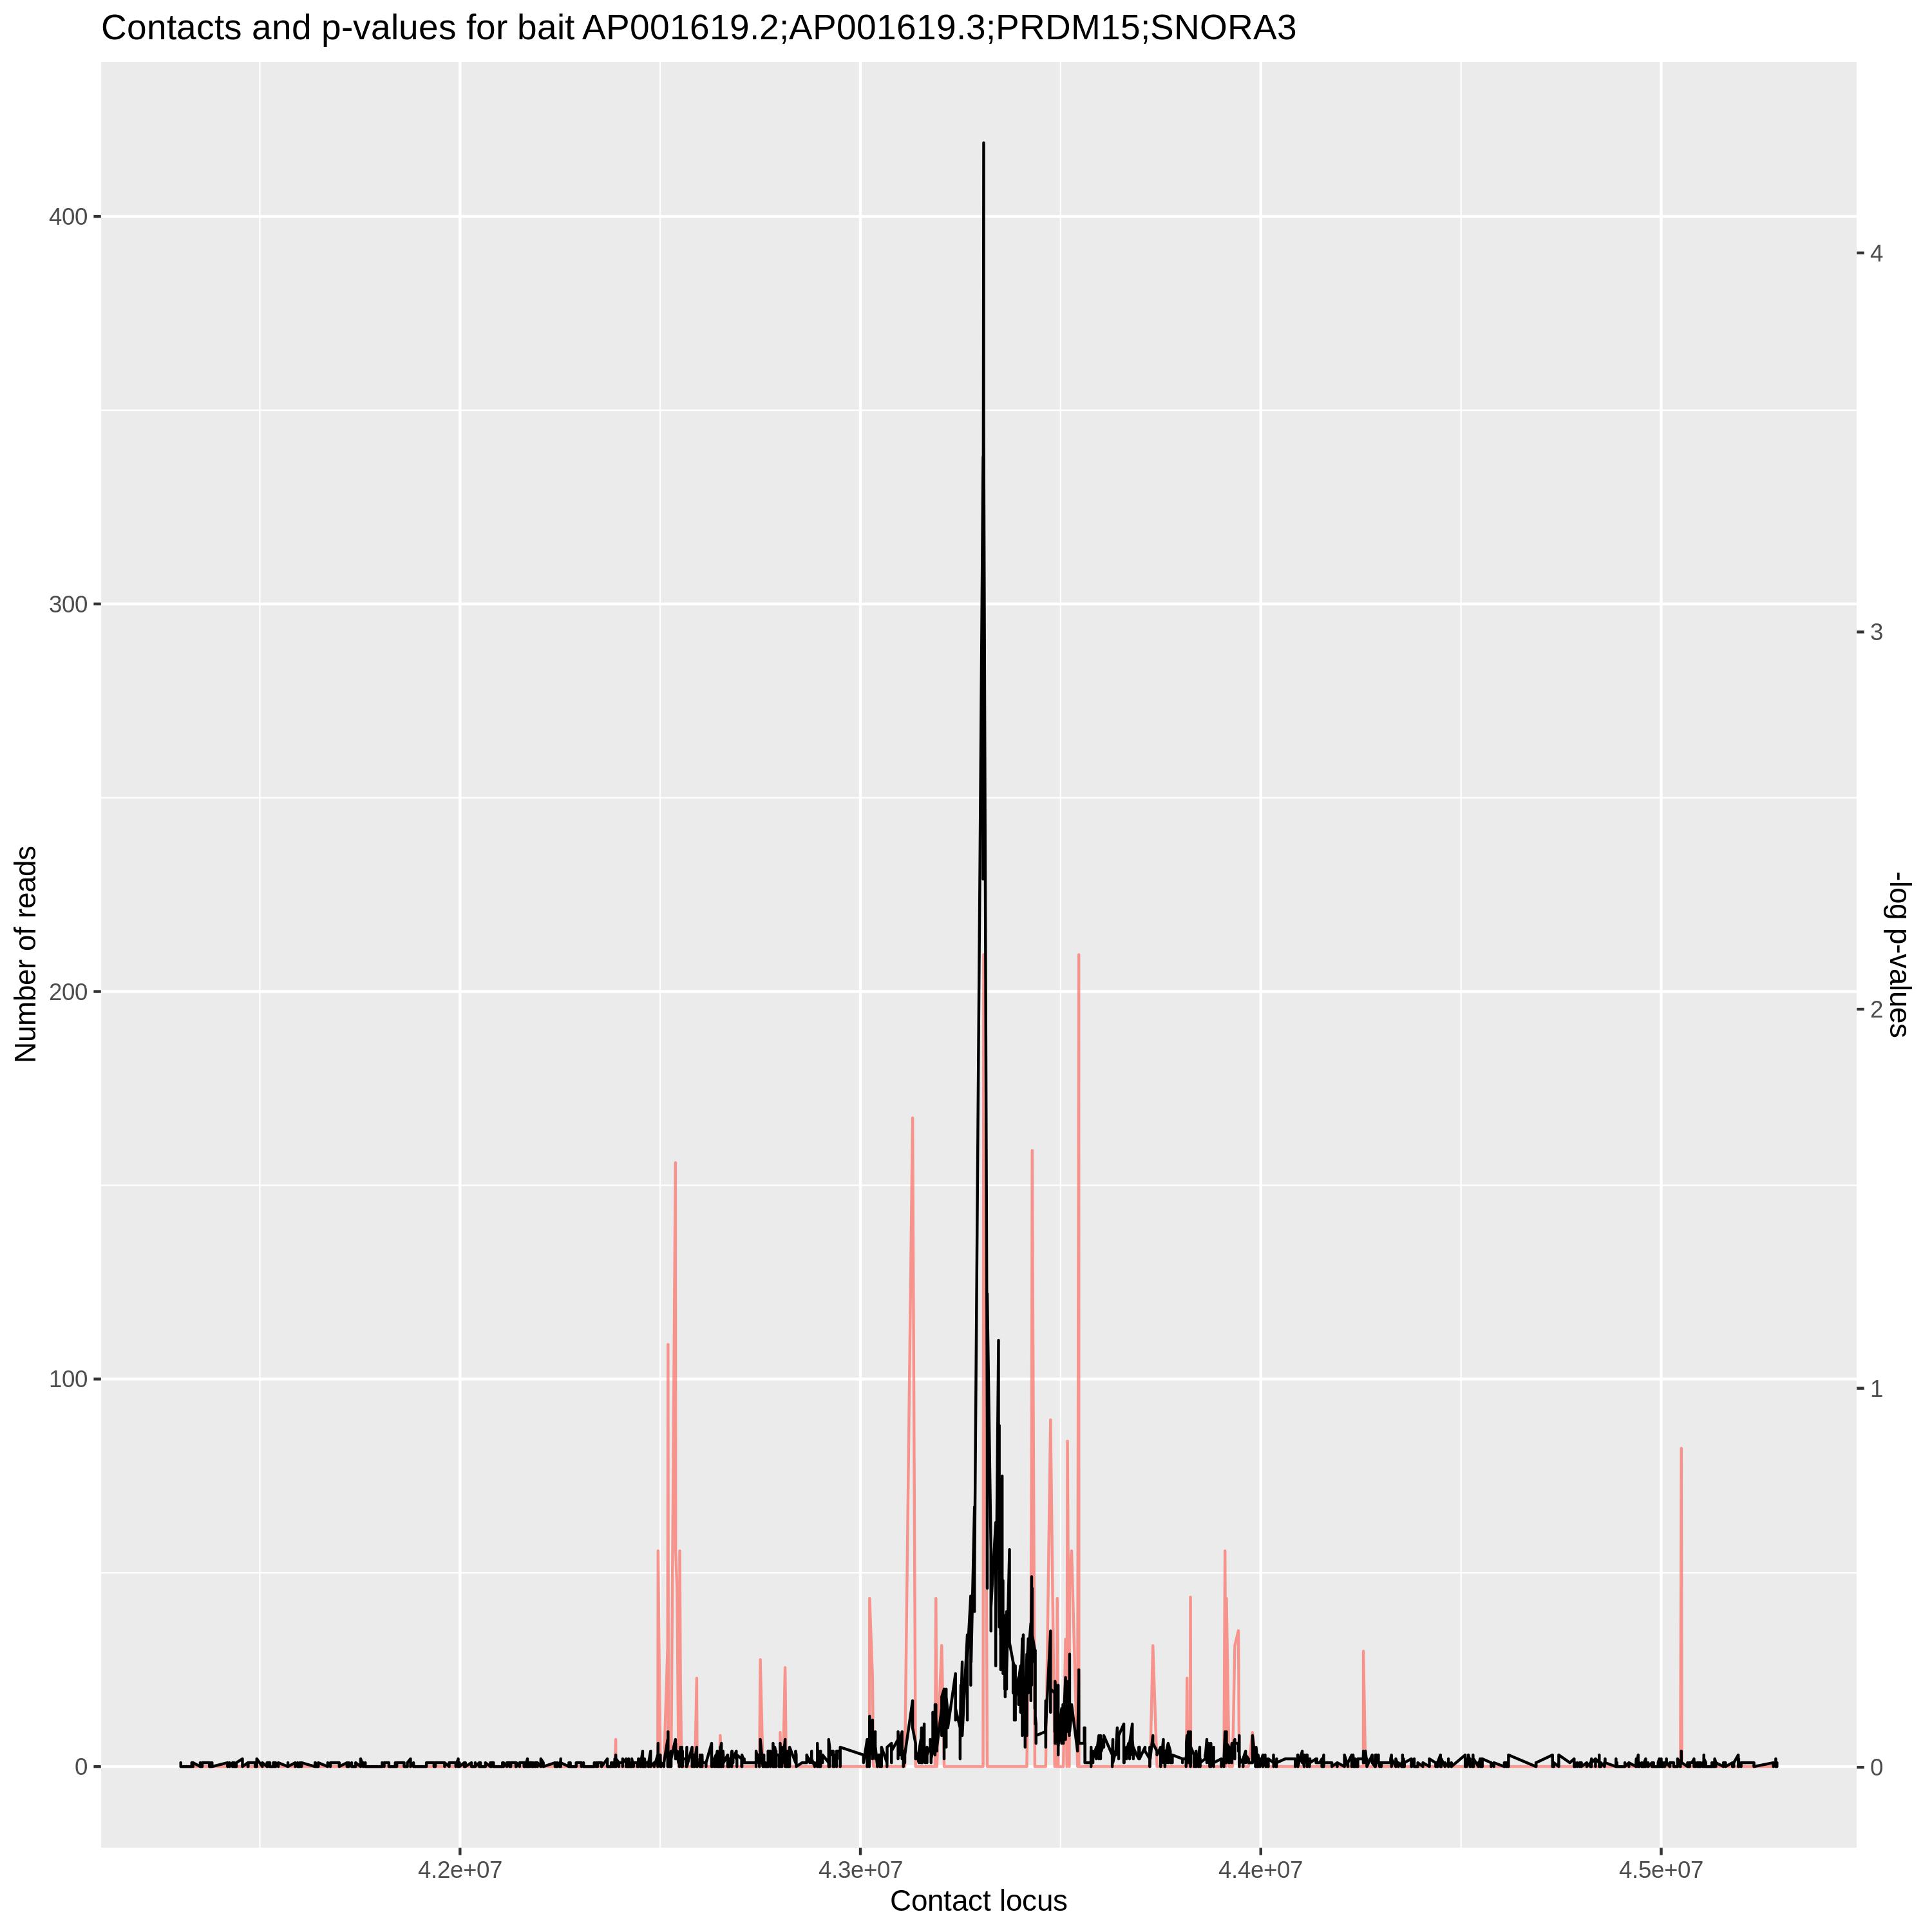 Contacts and p-values for bait AP001619.2;AP001619.3;PRDM15;SNORA3
Number of reads
400
300
200
100
0
4
3
2
1
0
-log p-values
4.2e+07
4.3e+07
4.4e+07
4.5e+07
Contact locus